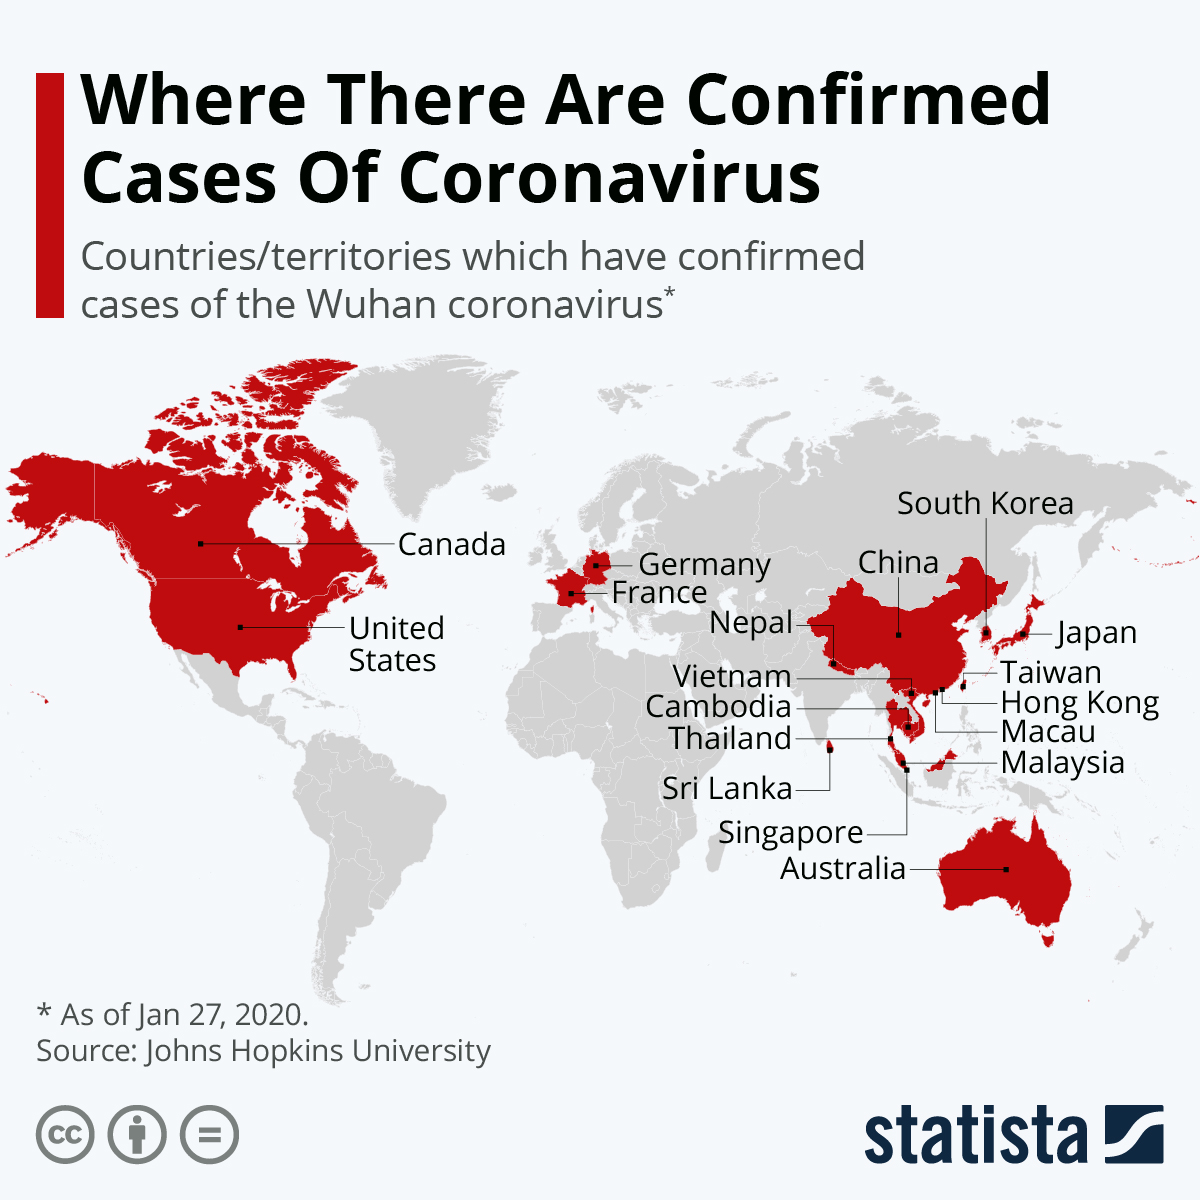 Where There Are Confirmed
Cases Of Coronavirus
Countries/territories which have confirmed
cases of the Wuhan coronavirus*
South Korea
Canada
China
Germany
France
Nepal
United
States
Japan
Vietnam
Taiwan
Cambodia
Hong Kong
Thailand
Macau
Malaysia
Sri Lanka
Singapore
Australia
* As of Jan 27, 2020.
Source: Johns Hopkins University
cc
statista